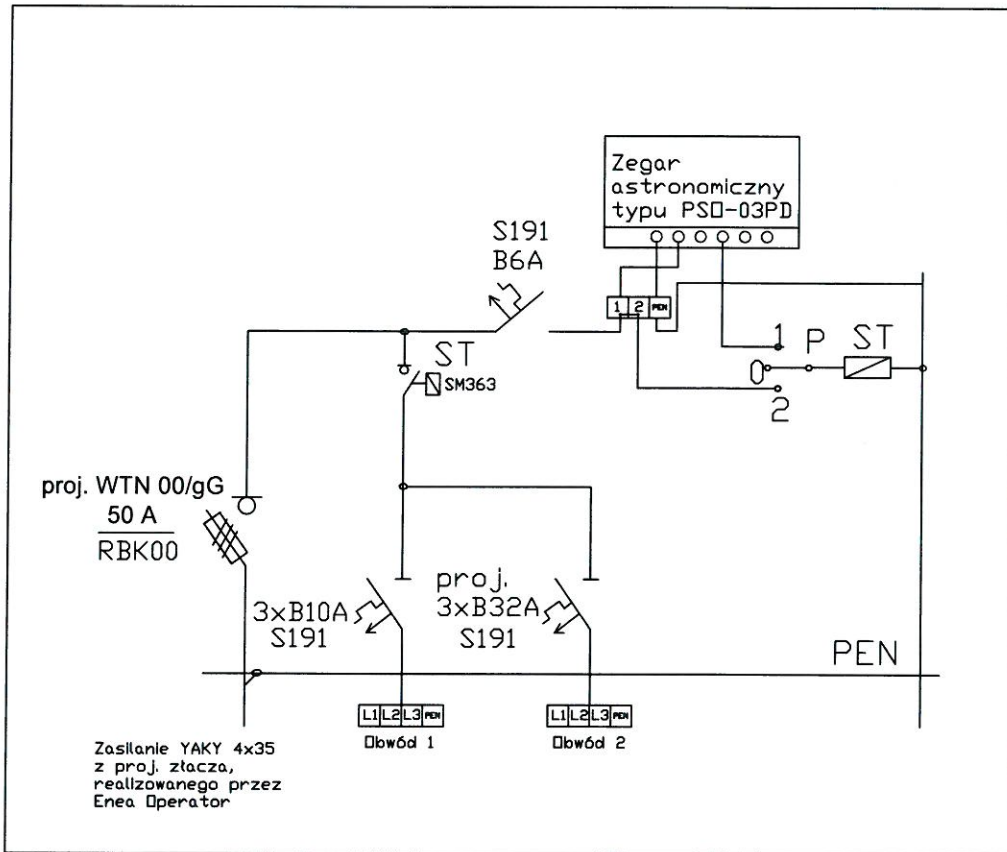 Zegar
astronomiczny
typu PSO-03PD
S191
B6A
1 2 PEN
1 P ST
2
ST
SM363
proj. WTN 00/gG
50 A
RBK00
3xB10A
S191
proj.
3xB32A
S191
PEN
L1 L2 L3 PEN
Obwód 1
L1 L2 L3 PEN
Obwód 2
Zasilanie YAKY 4x35
z proj. złącza,
realizowanego przez
Enea Operator